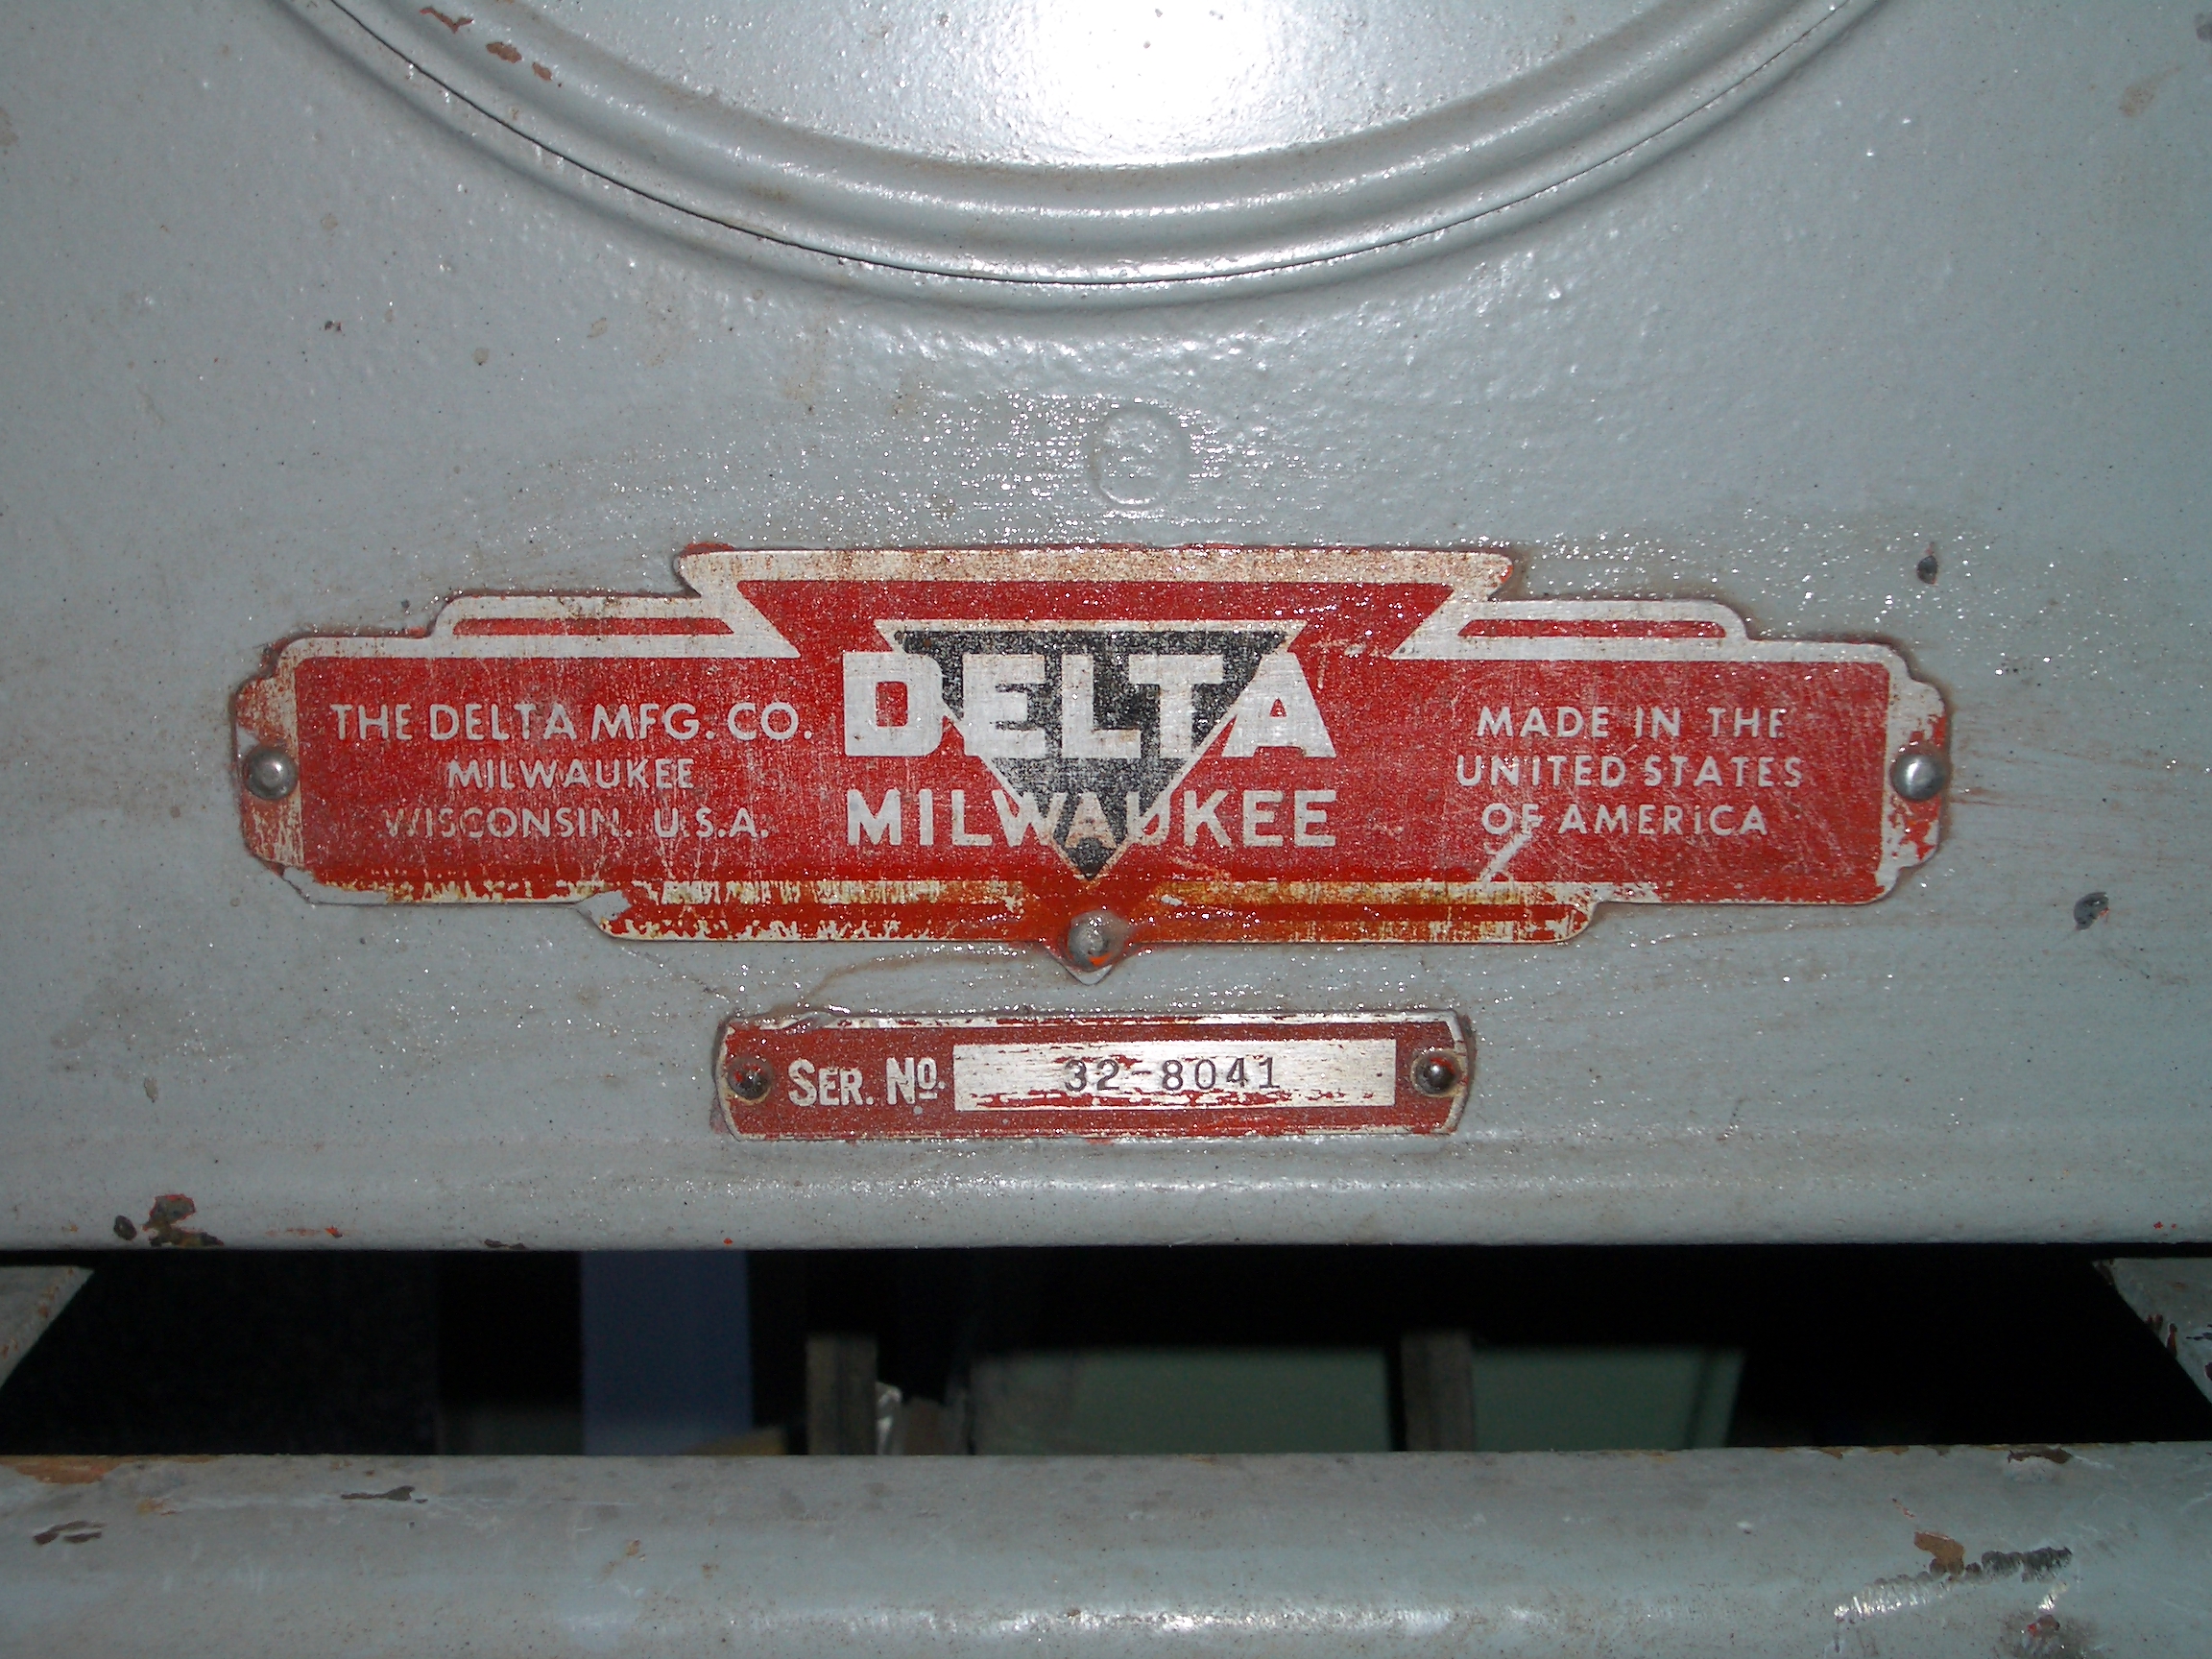 THE DELTA MFG. CO.
MILWAUKEE
WISCONSIN. U.S.A.
DELTA
MILWAUKEE
MADE IN THE
UNITED STATES
OF AMERICA
SER. NO. 32-8041